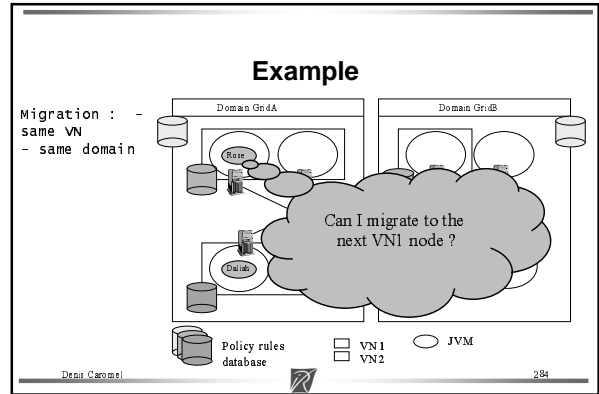 Example
Migration : -
same VN
- same domain
Domain GridA
Domain GridB
Rose
Can I migrate to the
next VN1 node ?
Daliah
Policy rules
database
VN1
VN2
JVM
Denis Caromel
284